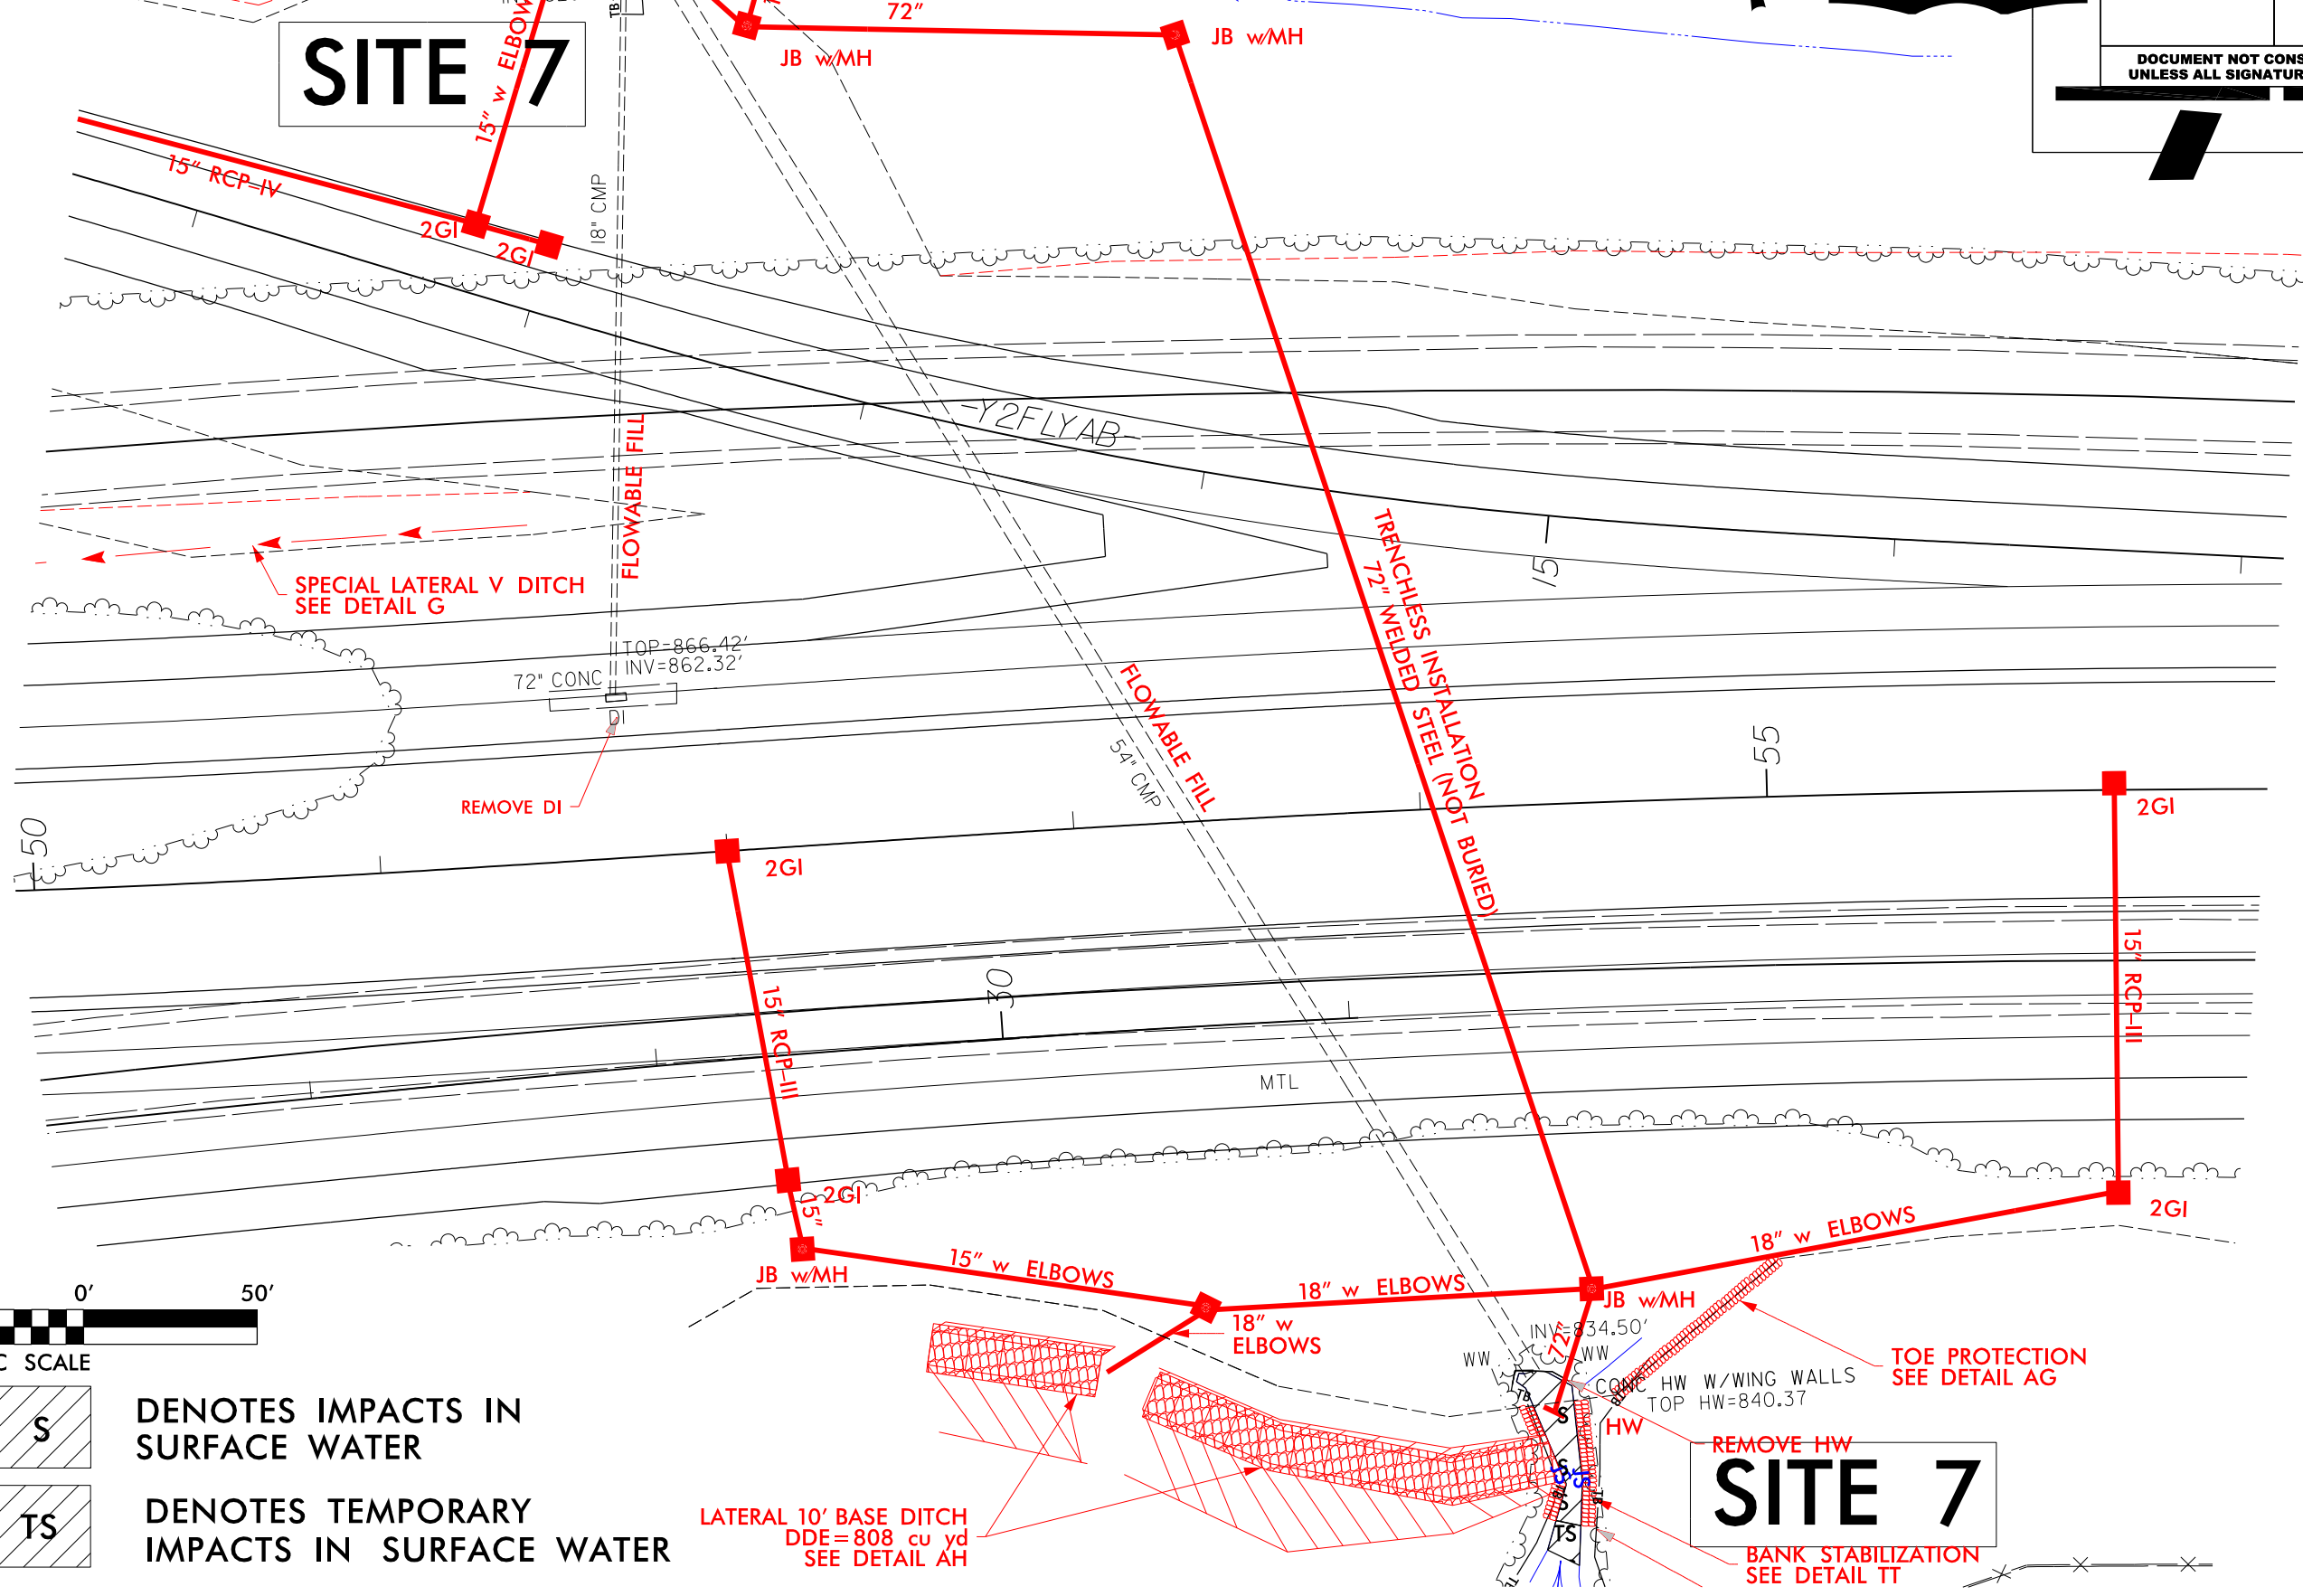 72"
JB w/MH
JB w/MH
SITE 7
15" w ELBOW
DOCUMENT NOT CONS
UNLESS ALL SIGNATUR
15" RCP-IV
18" CMP
2GI
2GI
-Y2FLYAB-
FLOWABLE FILL
TRENCHLESS INSTALLATION
72" WELDED STEEL (NOT BURIED)
15
SPECIAL LATERAL V DITCH
SEE DETAIL G
TOP=866.42'
INV=862.32'
72" CONC
DI
REMOVE DI
FLOWABLE FILL
54" CMP
55
50
2GI
2GI
15" RCP-III
30
15" RCP-III
MTL
2GI
15"
2GI
JB w/MH
15" w ELBOWS
18" w ELBOWS
18" w ELBOWS
JB w/MH
18" w
ELBOWS
INV=834.50'
72"
WW
WW
TB
TB
CONC HW W/WING WALLS
TOP HW=840.37
TOE PROTECTION
SEE DETAIL AG
HW
REMOVE HW
0'
50'
C SCALE
S
DENOTES IMPACTS IN
SURFACE WATER
TS
DENOTES TEMPORARY
IMPACTS IN SURFACE WATER
LATERAL 10' BASE DITCH
DDE=808 cu yd
SEE DETAIL AH
S
S
S
TS
SITE 7
BANK STABILIZATION
SEE DETAIL TT